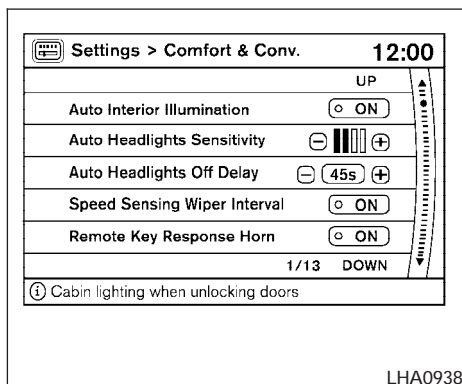 Settings > Comfort & Conv. 12:00
UP
Auto Interior Illumination ON
Auto Headlights Sensitivity
Auto Headlights Off Delay 45s
Speed Sensing Wiper Interval ON
Remote Key Response Horn ON
1/13 DOWN
Cabin lighting when unlocking doors
LHA0938